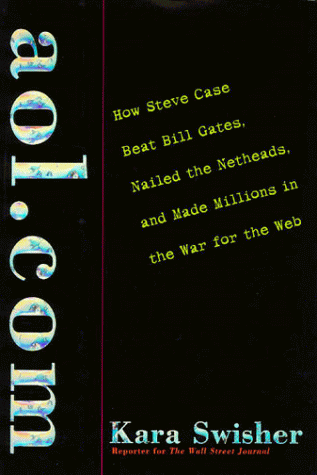 aol.com
How Steve Case
Beat Bill Gates,
Nailed the Netheads,
and Made Millions in
the War for the Web
Kara Swisher
Reporter for The Wall Street Journal